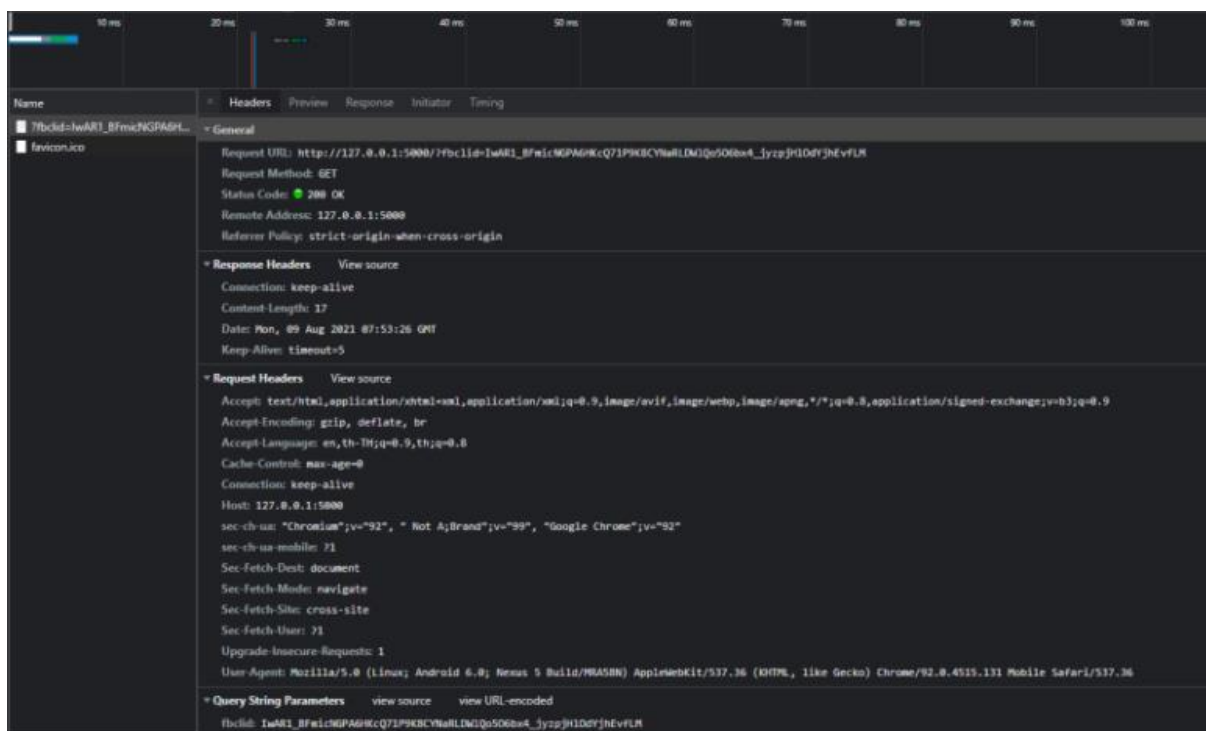 10 ms 20 ms 30 ms 40 ms 50 ms 60 ms 70 ms 80 ms 90 ms 100 ms
Name
?fbclid=IwAR1_BFmicNGPA6H...
favicon.ico
× Headers Preview Response Initiator Timing
General
Request URL: http://127.0.0.1:5000/?fbclid=
Request Method: GET
Status Code: 200 OK
Remote Address: 127.0.0.1:5000
Referrer Policy: strict-origin-when-cross-origin
Response Headers View source
Connection: keep-alive
Content-Length: 17
Date: Mon, 09 Aug 2021 07:53:26 GMT
Keep-Alive: timeout=5
Request Headers View source
Accept: text/html,application/xhtml+xml,application/xml;q=0.9,image/avif,image/webp,image/apng,*/*;q=0.8,application/signed-exchange;v=b3;q=0.9
Accept-Encoding: gzip, deflate, br
Accept-Language: en,th-TH;q=0.9,th;q=0.8
Cache-Control: max-age=0
Connection: keep-alive
Host: 127.0.0.1:5000
sec-ch-ua: "Chromium";v="92", " Not A;Brand";v="99", "Google Chrome";v="92"
sec-ch-ua-mobile: ?1
Sec-Fetch-Dest: document
Sec-Fetch-Mode: navigate
Sec-Fetch-Site: cross-site
Sec-Fetch-User: ?1
Upgrade-Insecure-Requests: 1
User-Agent: Mozilla/5.0 (Linux; Android 6.0; Nexus 5 Build/MRA58N) AppleWebKit/537.36 (KHTML, like Gecko) Chrome/92.0.4515.131 Mobile Safari/537.36
Query String Parameters view source view URL-encoded
fbclid: